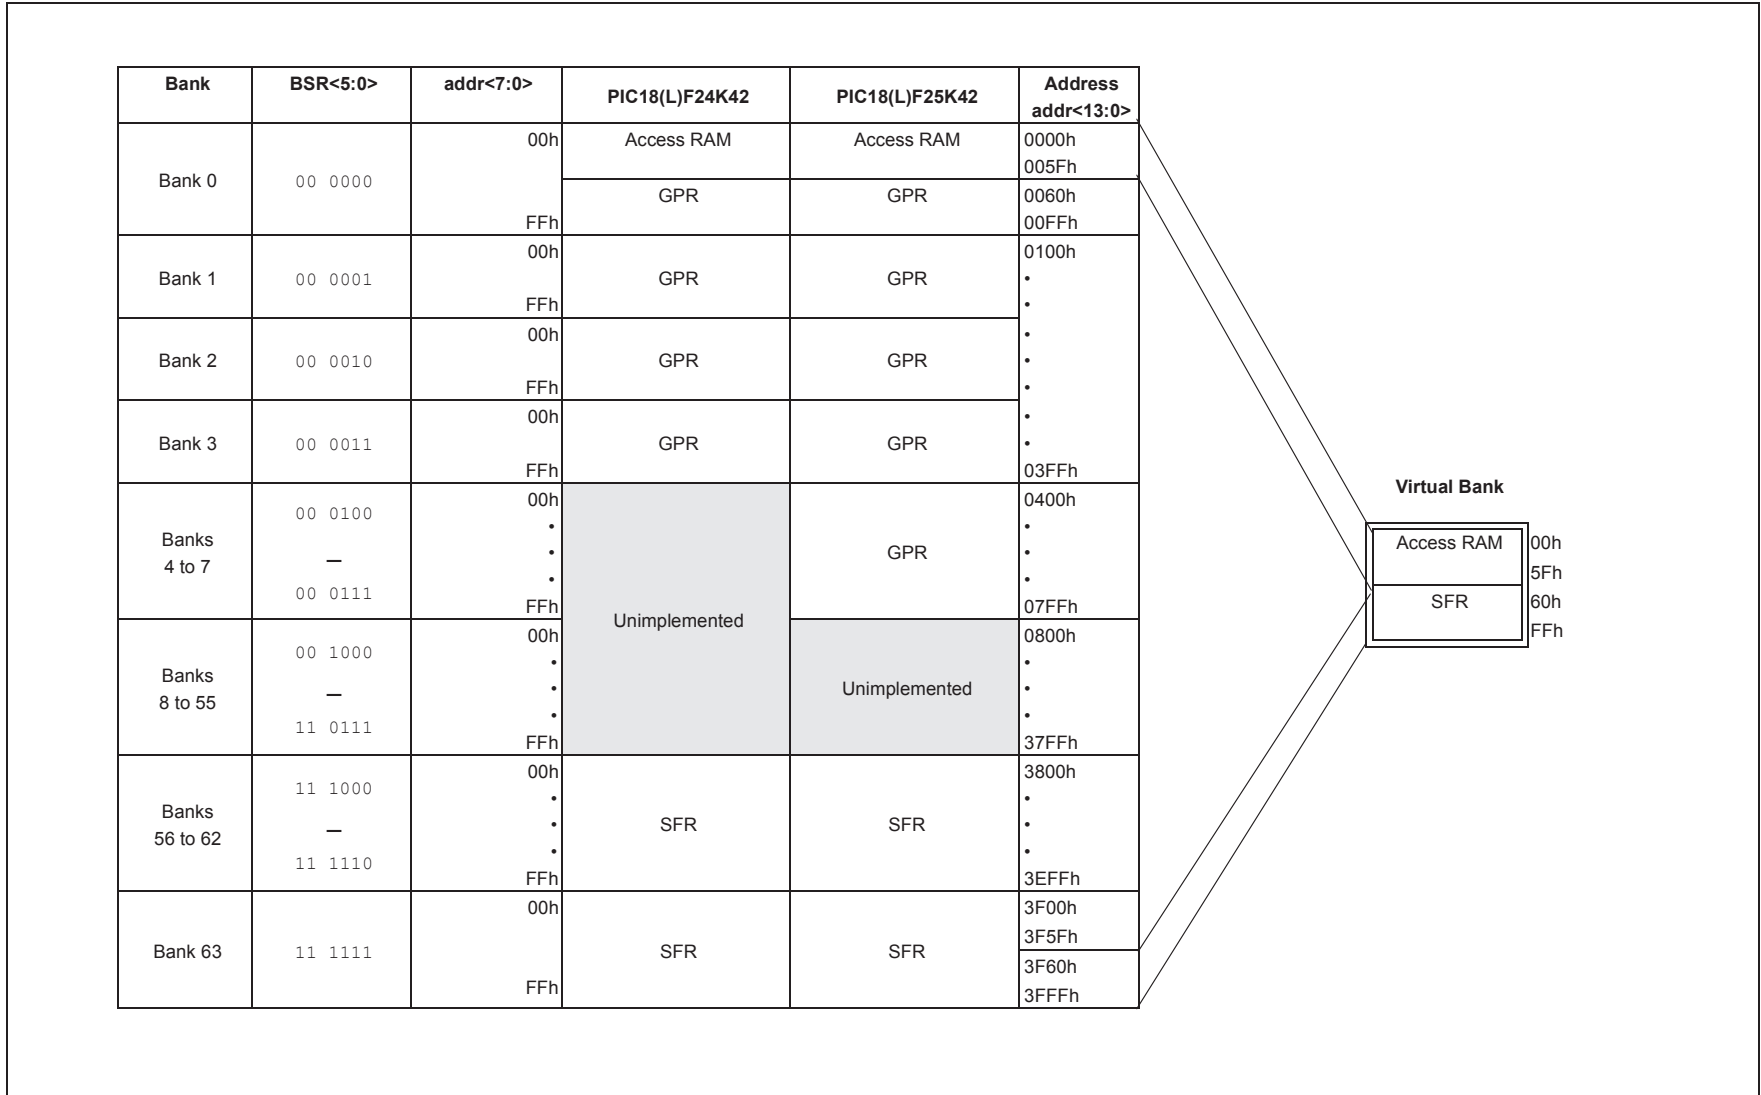 Bank BSR<5:0> addr<7:0> PIC18(L)F24K42 PIC18(L)F25K42 Address
addr<13:0>
Bank 0 00 0000 00h Access RAM Access RAM 0000h
005Fh
GPR GPR 0060h
FFh 00FFh
Bank 1 00 0001 00h GPR GPR 0100h
•
FFh •
Bank 2 00 0010 00h GPR GPR •
•
FFh •
Bank 3 00 0011 00h GPR GPR •
•
FFh 03FFh
Banks
4 to 7
00 0100
–
00 0111
00h
•
•
•
FFh
Unimplemented
GPR
0400h
•
•
•
07FFh
Banks
8 to 55
00 1000
–
11 0111
00h
•
•
•
FFh
Unimplemented
0800h
•
•
•
37FFh
Banks
56 to 62
11 1000
–
11 1110
00h
•
•
•
FFh
SFR
SFR
3800h
•
•
•
3EFFh
Bank 63
11 1111
00h
FFh
SFR
SFR
3F00h
3F5Fh
3F60h
3FFFh
Virtual Bank
Access RAM 00h
5Fh
SFR 60h
FFh